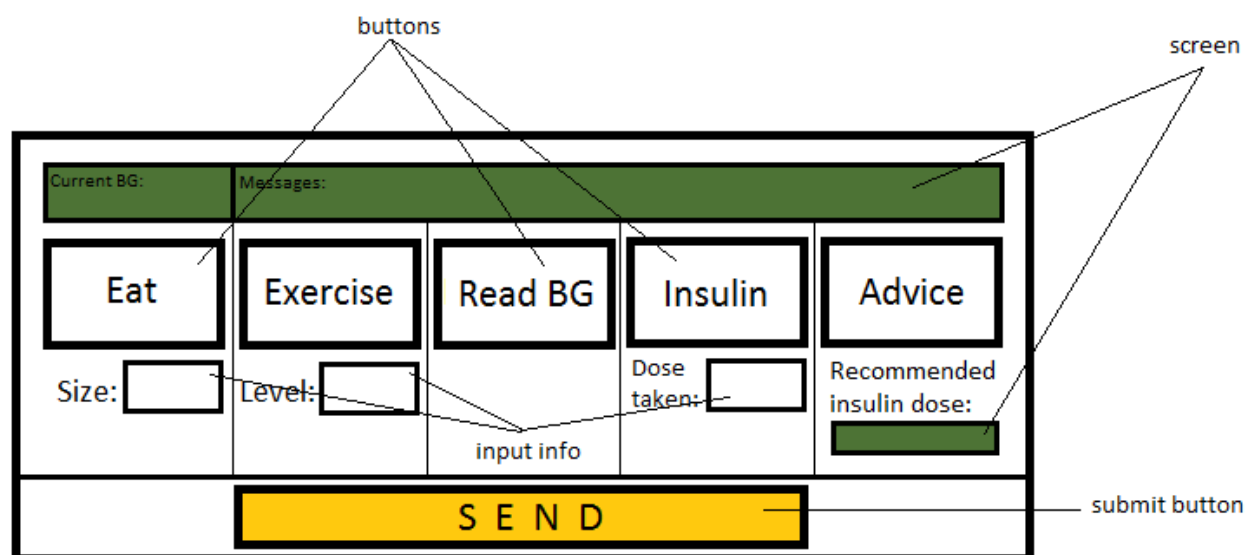 buttons
screen
Current BG:
Messages:
Eat
Exercise
Read BG
Insulin
Advice
Size:
Level:
Dose
taken:
Recommended
insulin dose:
input info
S E N D
submit button